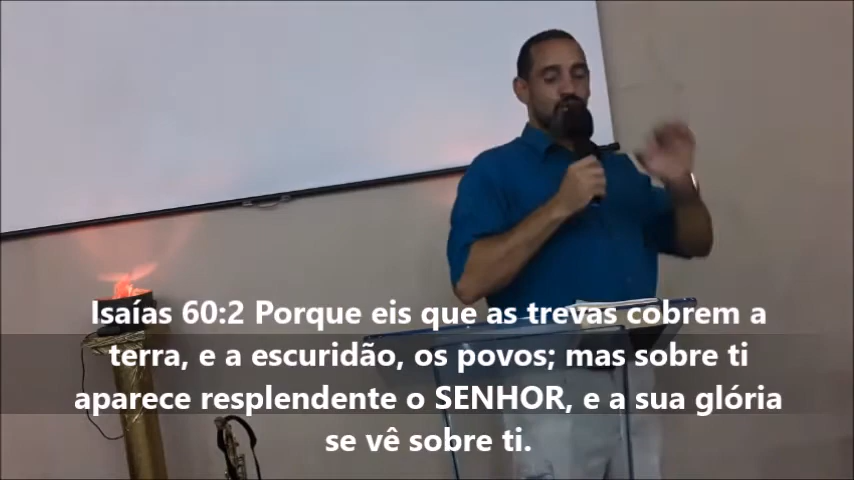 Isaías 60:2 Porque eis que as trevas cobrem a
terra, e a escuridão, os povos; mas sobre ti
aparece resplendente o SENHOR, e a sua glória
se vê sobre ti.